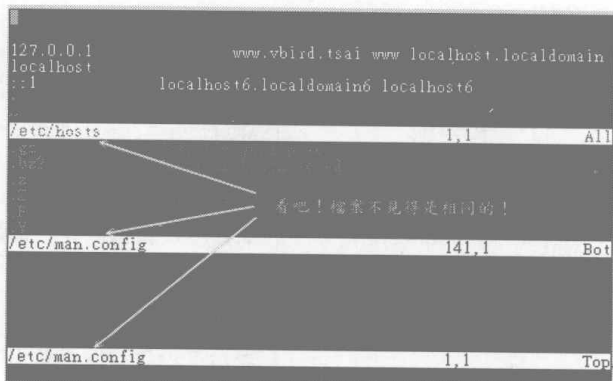 127.0.0.1 www.vbird.tsai www localhost.localdomain
localhost
::1 localhost6.localdomain6 localhost6
/etc/hosts 1,1 All
看吧！檔案不見得是相同的！
/etc/man.config 141,1 Bot
/etc/man.config 1,1 Top